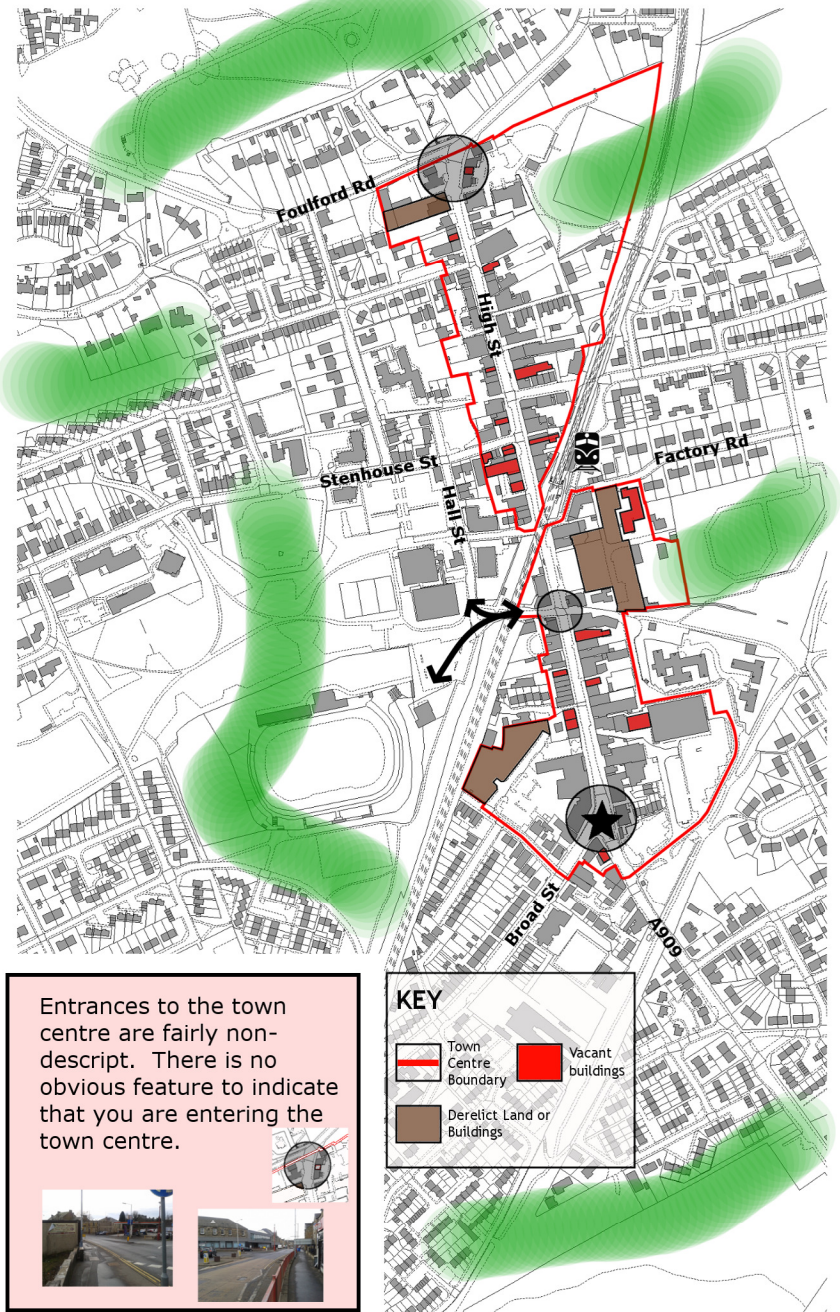 Foulford Rd
High St
Stenhouse St
Factory Rd
Hall St
Broad St
A909
Entrances to the town
centre are fairly non-
descript. There is no
obvious feature to indicate
that you are entering the
town centre.
KEY
Town
Centre
Boundary
Vacant
buildings
Derelict Land or
Buildings